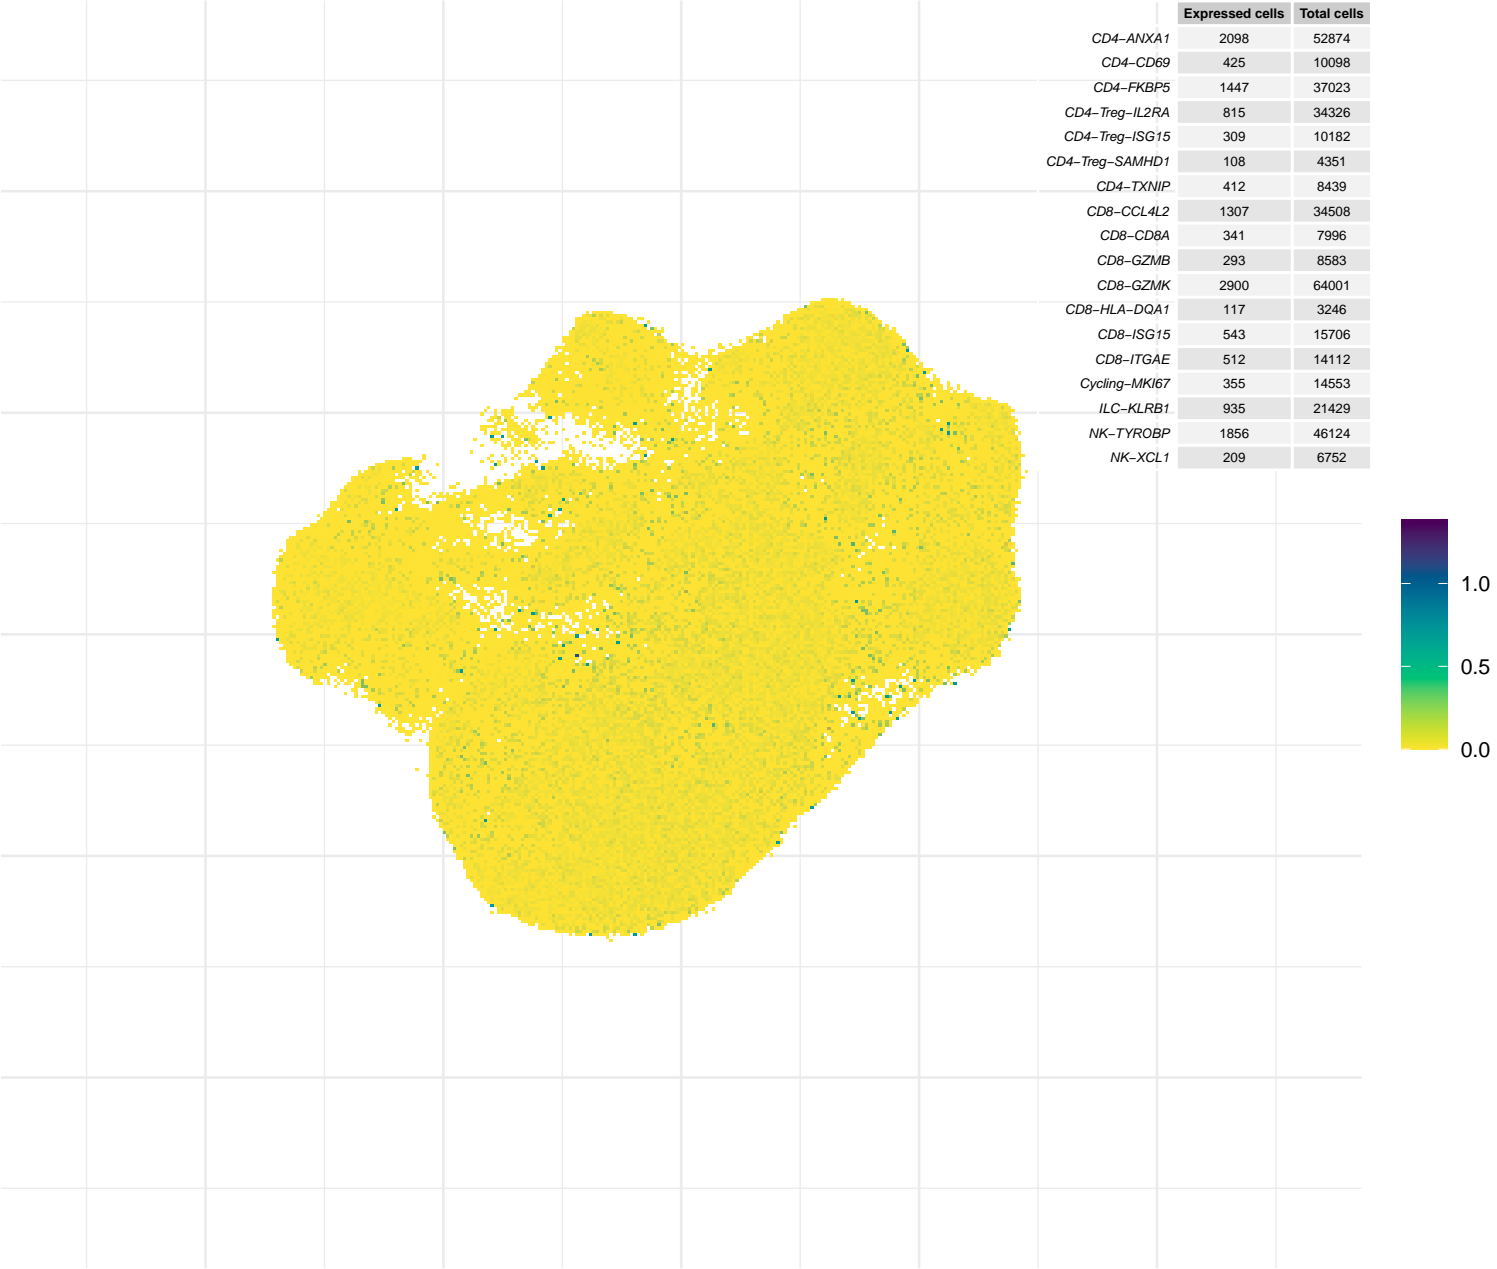 Expressed cells Total cells
CD4−ANXA1 2098 52874
CD4−CD69 425 10098
CD4−FKBP5 1447 37023
CD4−Treg−IL2RA 815 34326
CD4−Treg−ISG15 309 10182
CD4−Treg−SAMHD1 108 4351
CD4−TXNIP 412 8439
CD8−CCL4L2 1307 34508
CD8−CD8A 341 7996
CD8−GZMB 293 8583
CD8−GZMK 2900 64001
CD8−HLA−DQA1 117 3246
CD8−ISG15 543 15706
CD8−ITGAE 512 14112
Cycling−MKI67 355 14553
ILC−KLRB1 935 21429
NK−TYROBP 1856 46124
NK−XCL1 209 6752
1.0
0.5
0.0